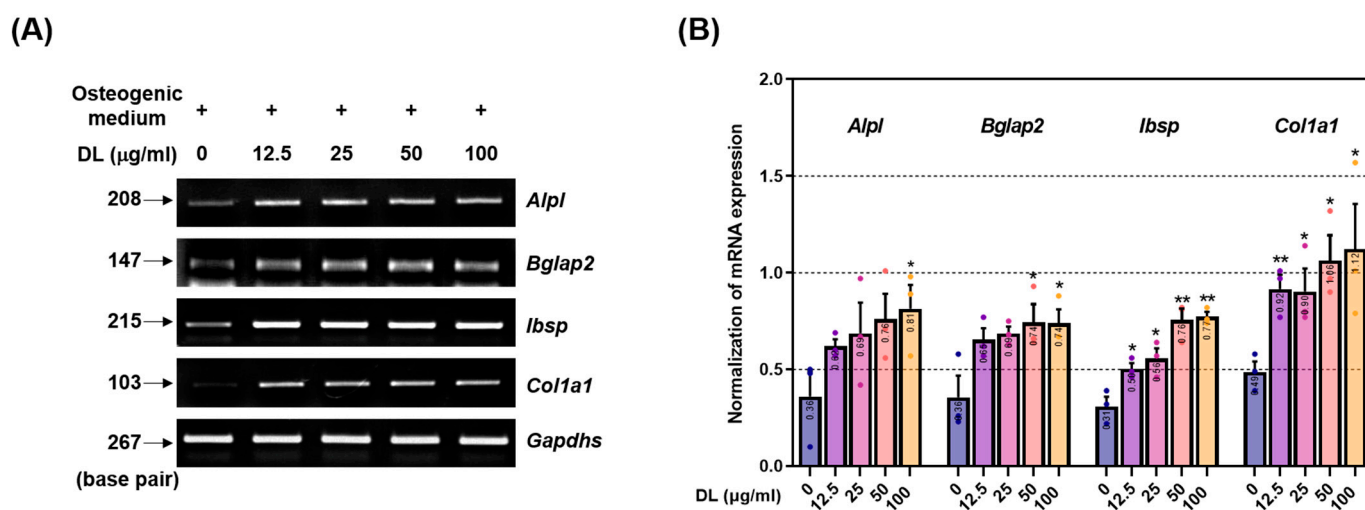 (A)
Osteogenic
medium + + + + +
DL (μg/ml) 0 12.5 25 50 100
208 Alpl
147 Bglap2
215 Ibsp
103 Col1a1
267 Gapdhs
(base pair)
(B)
Normalization of mRNA expression
2.0
1.5
1.0
0.5
0.0
Alpl Bglap2 Ibsp Col1a1
* * * * * ** ** ** * * *
0.36 0.69 0.76 0.81
0.36 0.69 0.74 0.74
0.31 0.50 0.56 0.76 0.77
0.49 0.92 0.90 1.06 1.12
DL (μg/ml) 0 12.5 25 50 100 0 12.5 25 50 100 0 12.5 25 50 100 0 12.5 25 50 100